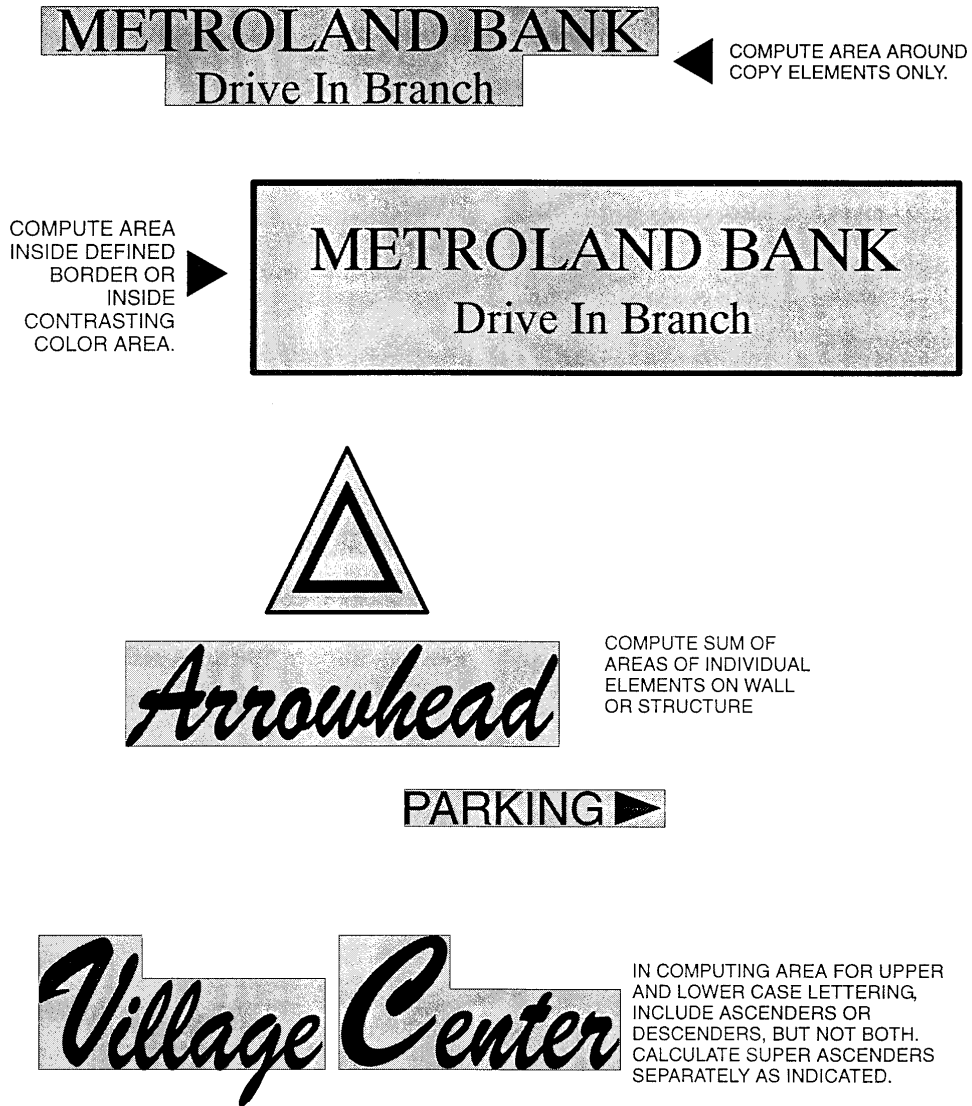 METROLAND BANK
Drive In Branch
COMPUTE AREA AROUND
COPY ELEMENTS ONLY.
COMPUTE AREA
INSIDE DEFINED
BORDER OR
INSIDE
CONTRASTING
COLOR AREA.
METROLAND BANK
Drive In Branch
Arrowhead
COMPUTE SUM OF
AREAS OF INDIVIDUAL
ELEMENTS ON WALL
OR STRUCTURE
PARKING
Village Center
IN COMPUTING AREA FOR UPPER
AND LOWER CASE LETTERING,
INCLUDE ASCENDERS OR
DESCENDERS, BUT NOT BOTH.
CALCULATE SUPER ASCENDERS
SEPARATELY AS INDICATED.